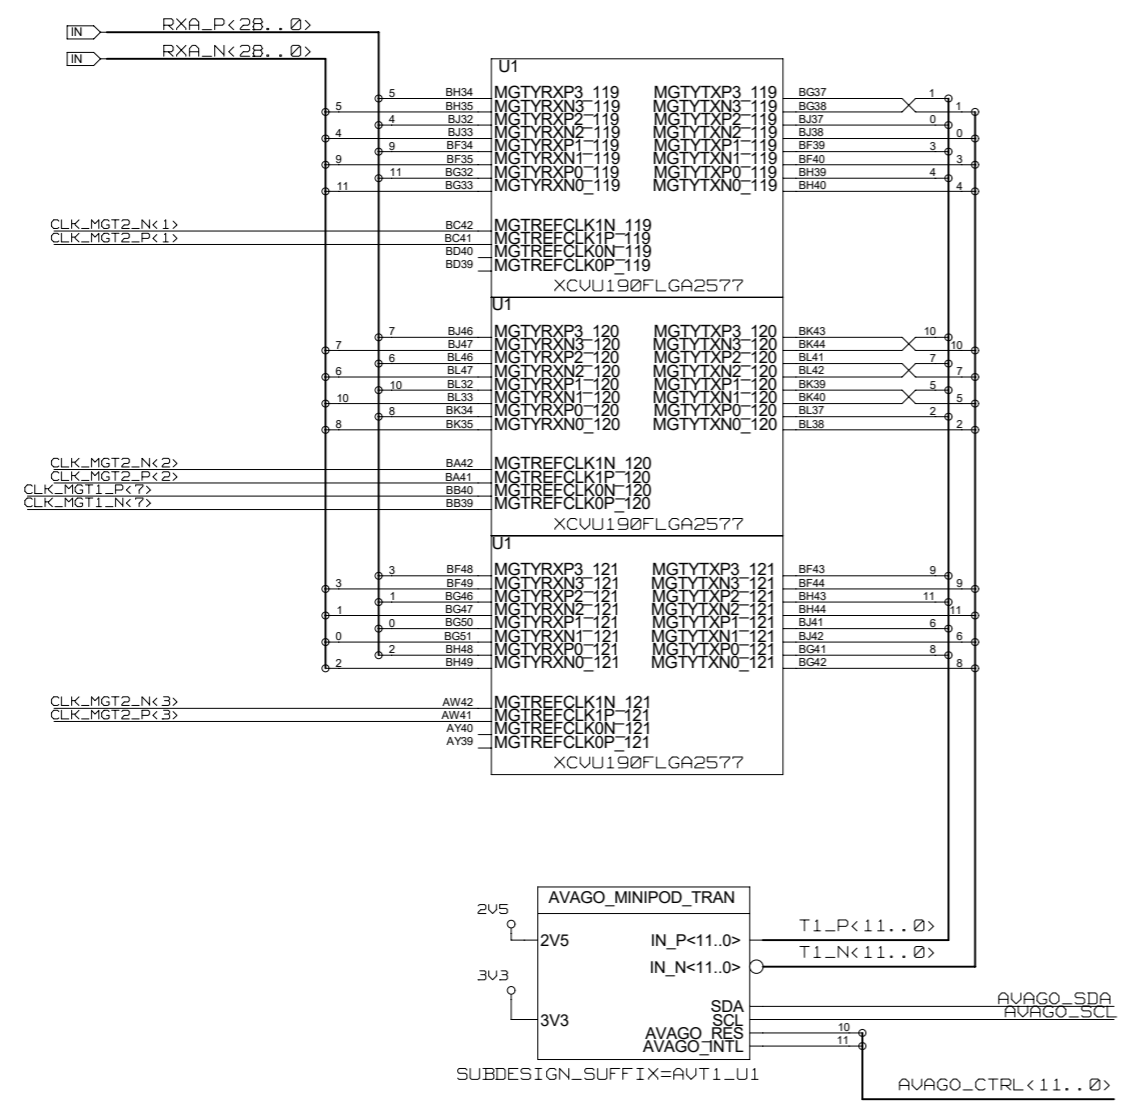 IN RXA_P<28..0>
IN RXA_N<28..0>
U1
5 BH34 MGTYRXP3_119 MGTYTXP3_119 BG37 1
5 BH35 MGTYRXN3_119 MGTYTXN3_119 BG38 1
4 BJ32 MGTYRXP2_119 MGTYTXP2_119 BJ37 0
4 BJ33 MGTYRXN2_119 MGTYTXN2_119 BJ38 0
9 BF34 MGTYRXP1_119 MGTYTXP1_119 BF39 3
9 BF35 MGTYRXN1_119 MGTYTXN1_119 BF40 3
11 BG32 MGTYRXP0_119 MGTYTXP0_119 BH39 4
11 BG33 MGTYRXN0_119 MGTYTXN0_119 BH40 4
CLK_MGT2_N<1> BC42 MGTREFCLK1N_119
CLK_MGT2_P<1> BC41 MGTREFCLK1P_119
BD40 MGTREFCLK0N_119
BD39 MGTREFCLK0P_119
XCVU190FLGA2577
U1
7 BJ46 MGTYRXP3_120 MGTYTXP3_120 BK43 10
7 BJ47 MGTYRXN3_120 MGTYTXN3_120 BK44 10
6 BL46 MGTYRXP2_120 MGTYTXP2_120 BL41 7
6 BL47 MGTYRXN2_120 MGTYTXN2_120 BL42 7
10 BL32 MGTYRXP1_120 MGTYTXP1_120 BK39 5
10 BL33 MGTYRXN1_120 MGTYTXN1_120 BK40 5
8 BK34 MGTYRXP0_120 MGTYTXP0_120 BL37 2
8 BK35 MGTYRXN0_120 MGTYTXN0_120 BL38 2
CLK_MGT2_N<2> BA42 MGTREFCLK1N_120
CLK_MGT2_P<2> BA41 MGTREFCLK1P_120
CLK_MGT1_P<7> BB40 MGTREFCLK0N_120
CLK_MGT1_N<7> BB39 MGTREFCLK0P_120
XCVU190FLGA2577
U1
3 BF48 MGTYRXP3_121 MGTYTXP3_121 BF43 9
3 BF49 MGTYRXN3_121 MGTYTXN3_121 BF44 9
1 BG46 MGTYRXP2_121 MGTYTXP2_121 BH43 11
1 BG47 MGTYRXN2_121 MGTYTXN2_121 BH44 11
0 BG50 MGTYRXP1_121 MGTYTXP1_121 BJ41 6
0 BG51 MGTYRXN1_121 MGTYTXN1_121 BJ42 6
2 BH48 MGTYRXP0_121 MGTYTXP0_121 BG41 8
2 BH49 MGTYRXN0_121 MGTYTXN0_121 BG42 8
CLK_MGT2_N<3> AW42 MGTREFCLK1N_121
CLK_MGT2_P<3> AW41 MGTREFCLK1P_121
AY40 MGTREFCLK0N_121
AY39 MGTREFCLK0P_121
XCVU190FLGA2577
AVAGO_MINIPOD_TRAN
2V5
2V5 IN_P<11..0> T1_P<11..0>
IN_N<11..0> T1_N<11..0>
3V3
SDA AVAGO_SDA
3V3 SCL AVAGO_SCL
AVAGO_RES 10
AVAGO_INTL 11
SUBDESIGN_SUFFIX=AVT1_U1
AVAGO_CTRL<11..0>